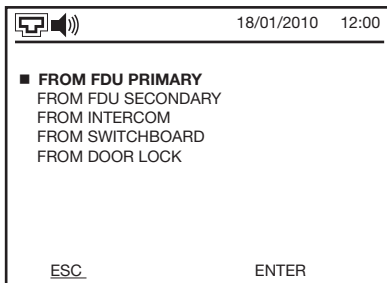 18/01/2010 12:00
FROM FDU PRIMARY
FROM FDU SECONDARY
FROM INTERCOM
FROM SWITCHBOARD
FROM DOOR LOCK
ESC ENTER